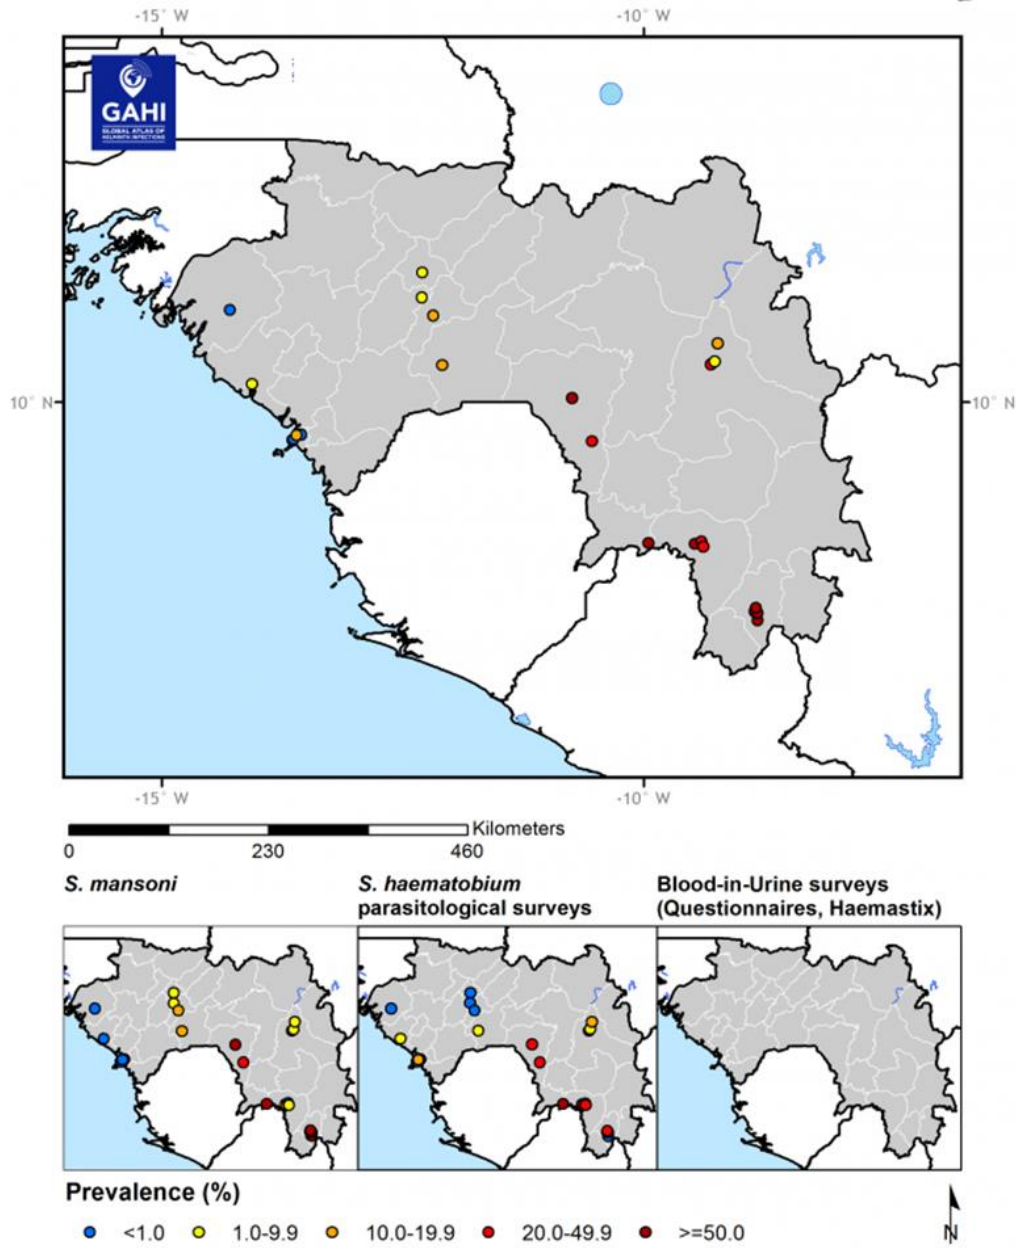 -15° W -10° W
GAHI
GLOBAL ATLAS OF
HELMINTH INFECTIONS
10° N 10° N
-15° W -10° W
Kilometers
0 230 460
S. mansoni
S. haematobium
parasitological surveys
Blood-in-Urine surveys
(Questionnaires, Haemastix)
Prevalence (%)
<1.0 1.0-9.9 10.0-19.9 20.0-49.9 >=50.0
N